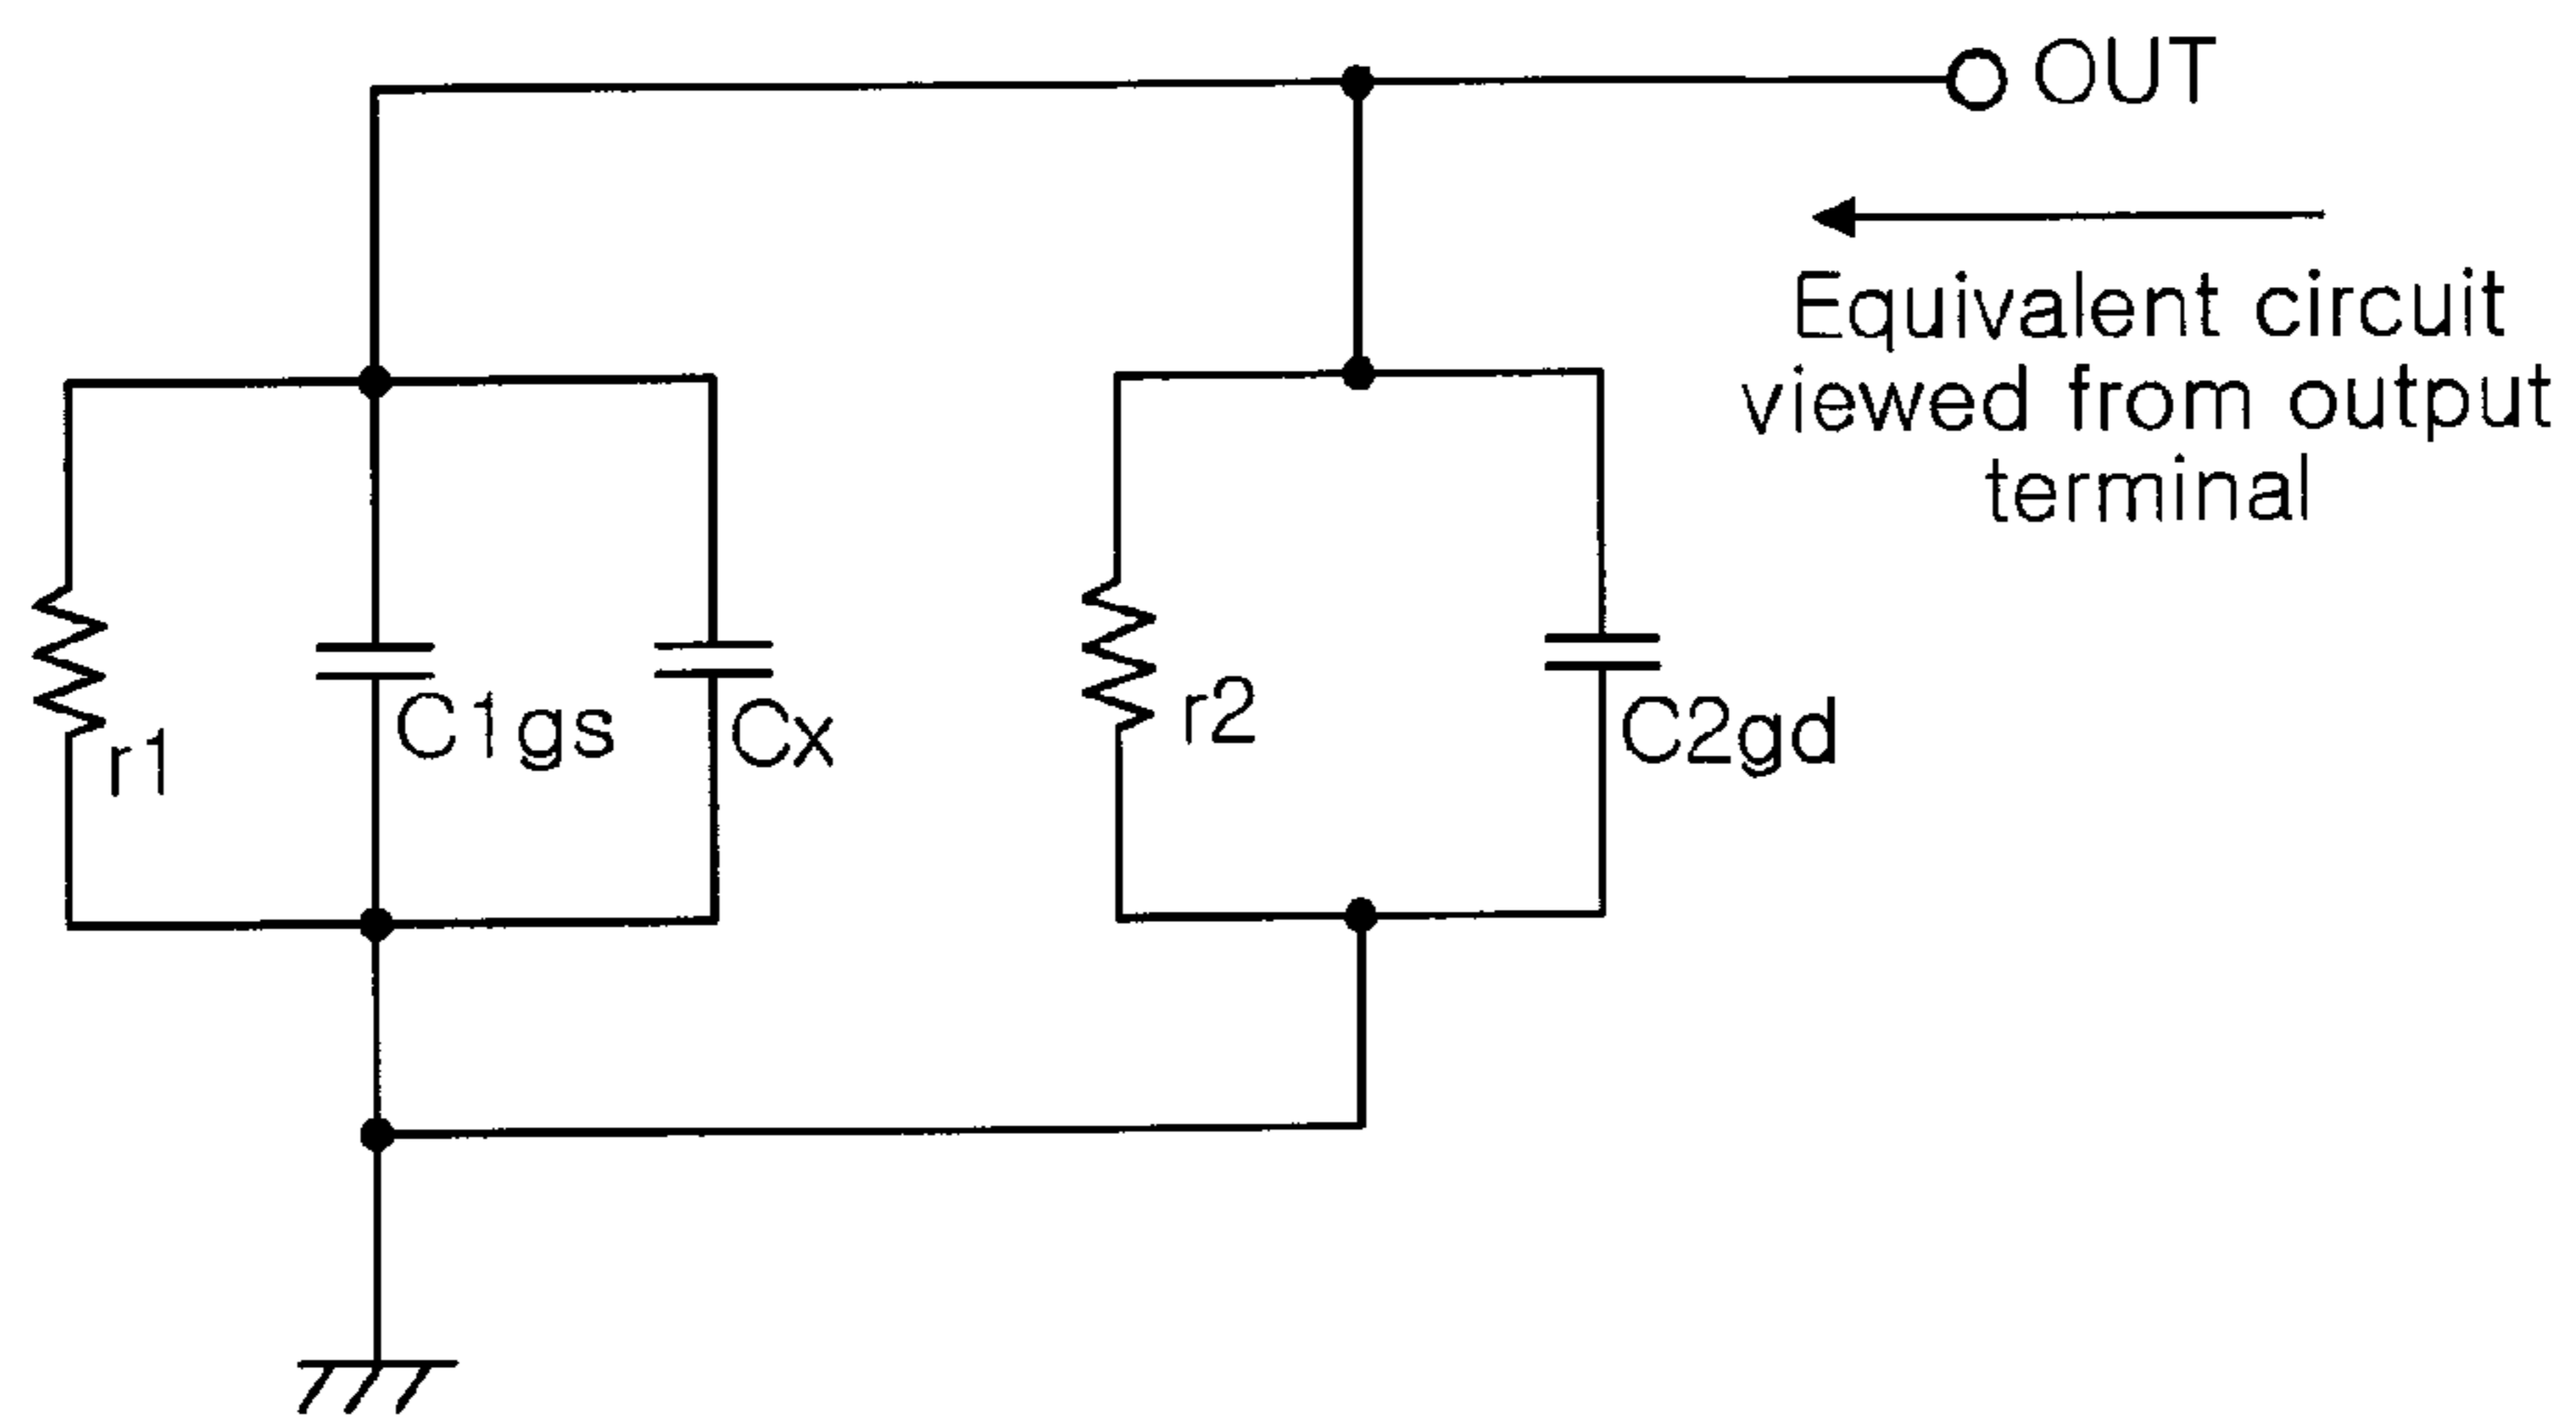 OUT
Equivalent circuit
viewed from output
terminal
r1
C1gs
Cx
r2
C2gd